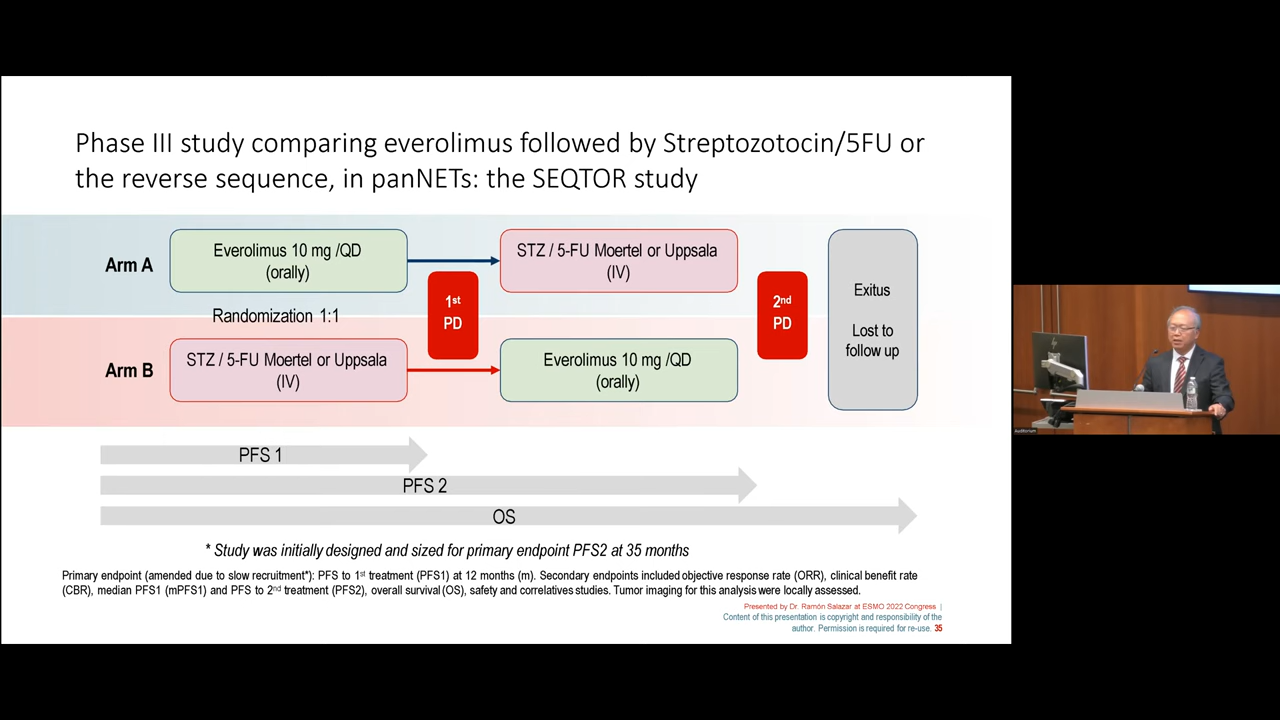 Phase III study comparing everolimus followed by Streptozotocin/5FU or
the reverse sequence, in panNETs: the SEQTOR study
Arm A
Everolimus 10 mg /QD
(orally)
STZ / 5-FU Moertel or Uppsala
(IV)
Randomization 1:1
1st
PD
2nd
PD
Exitus
Lost to
follow up
Arm B
STZ / 5-FU Moertel or Uppsala
(IV)
Everolimus 10 mg /QD
(orally)
PFS 1
PFS 2
OS
* Study was initially designed and sized for primary endpoint PFS2 at 35 months
Primary endpoint (amended due to slow recruitment*): PFS to 1st treatment (PFS1) at 12 months (m). Secondary endpoints included objective response rate (ORR), clinical benefit rate
(CBR), median PFS1 (mPFS1) and PFS to 2nd treatment (PFS2), overall survival (OS), safety and correlatives studies. Tumor imaging for this analysis were locally assessed.
Presented by Dr. Ramón Salazar at ESMO 2022 Congress |
Content of this presentation is copyright and responsibility of the
author. Permission is required for re-use. 35
Auditorium